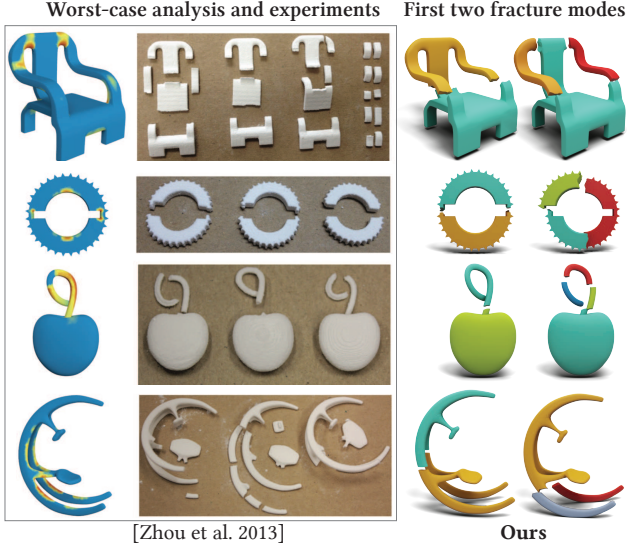 Worst-case analysis and experiments
First two fracture modes
[Zhou et al. 2013]
Ours